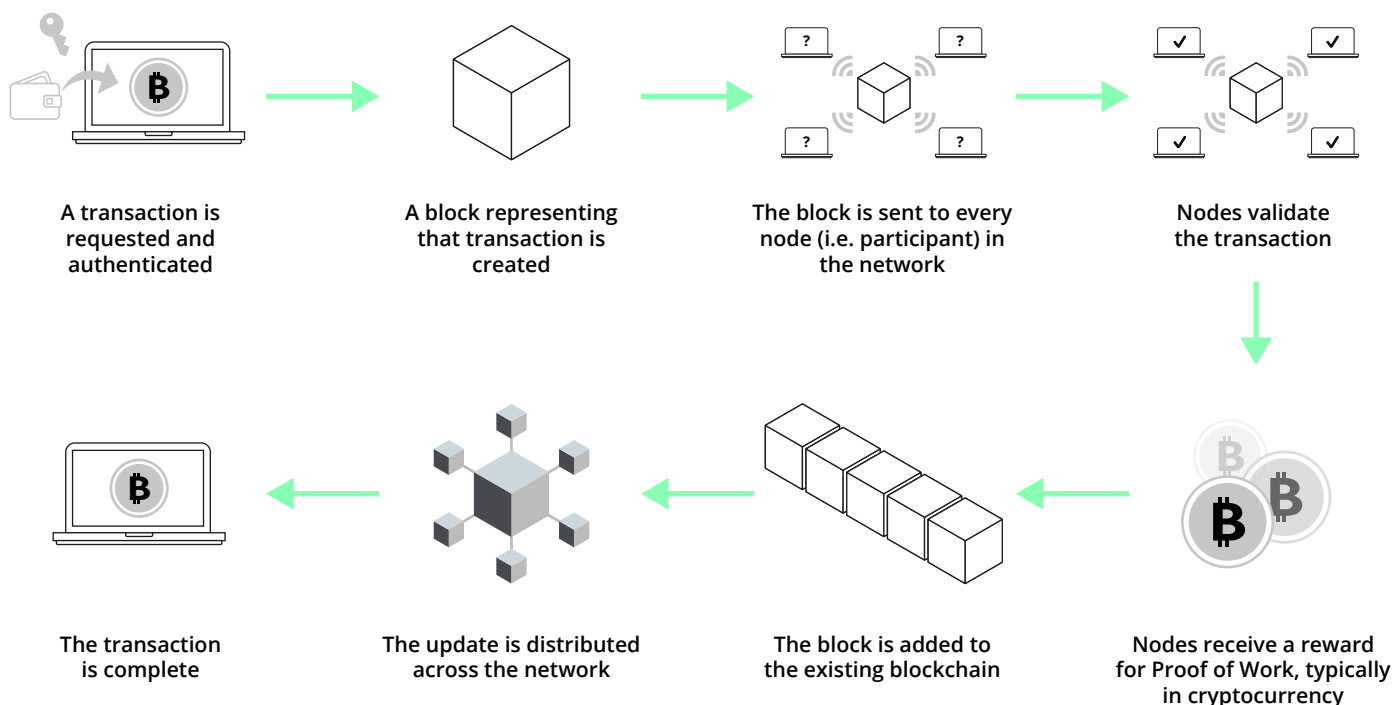 ?
?
?
?
A transaction is
requested and
authenticated
A block representing
that transaction is
created
The block is sent to every
node (i.e. participant) in
the network
Nodes validate
the transaction
Nodes receive a reward
for Proof of Work, typically
in cryptocurrency
The block is added to
the existing blockchain
The update is distributed
across the network
The transaction
is complete